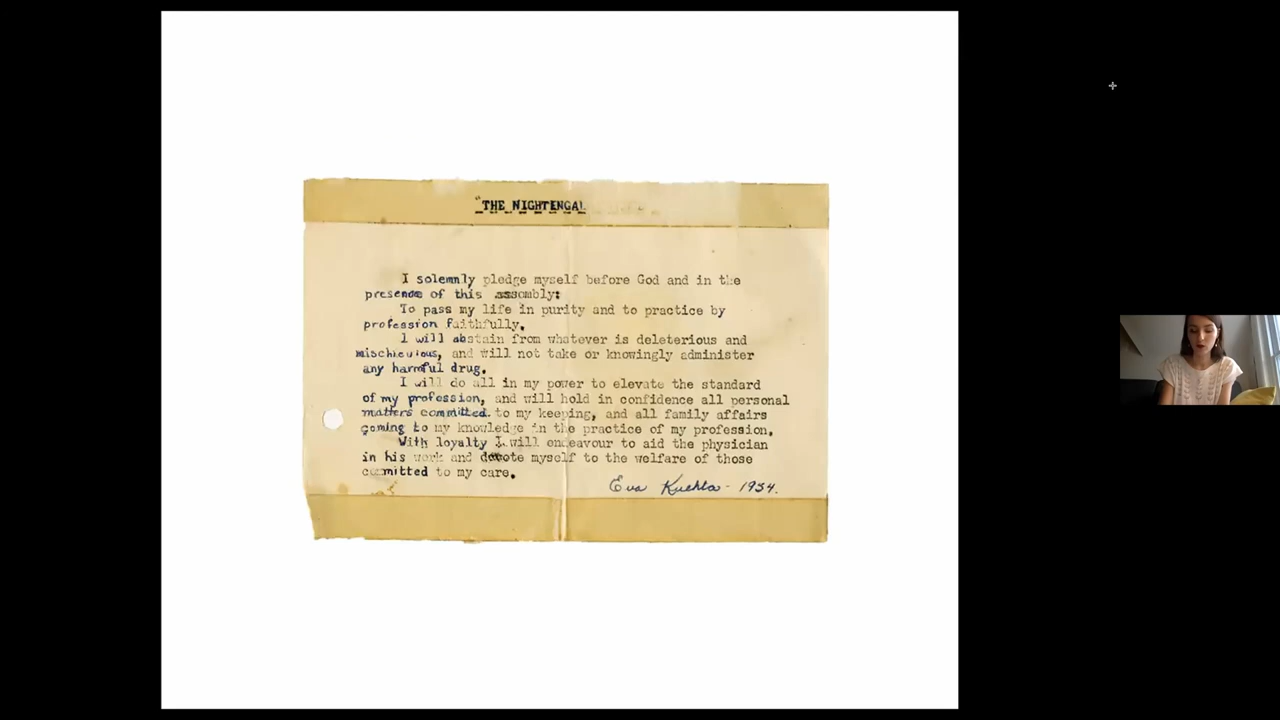 "THE NIGHTENGAL
I solemnly pledge myself before God and in the
presence of this assembly:
To pass my life in purity and to practice by
profession faithfully.
I will abstain from whatever is deleterious and
mischievious, and will not take or knowingly administer
any harmful drug.
I will do all in my power to elevate the standard
of my profession, and will hold in confidence all personal
matters committed to my keeping, and all family affairs
coming to my knowledge in the practice of my profession.
With loyalty I will endeavour to aid the physician
in his work and devote myself to the welfare of those
committed to my care.
Eva Kuehla - 1934.